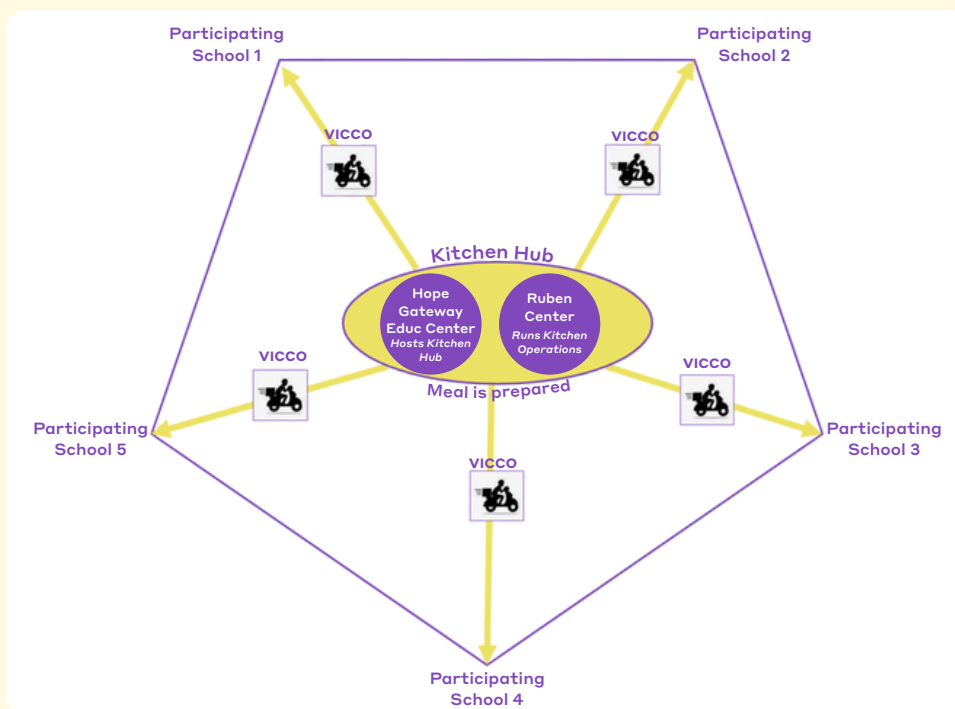 Participating
School 1
Participating
School 2
VICCO
VICCO
Kitchen Hub
Hope
Gateway
Educ Center
Hosts Kitchen
Hub
Ruben
Center
Runs Kitchen
Operations
Meal is prepared
VICCO
VICCO
Participating
School 5
Participating
School 3
VICCO
Participating
School 4